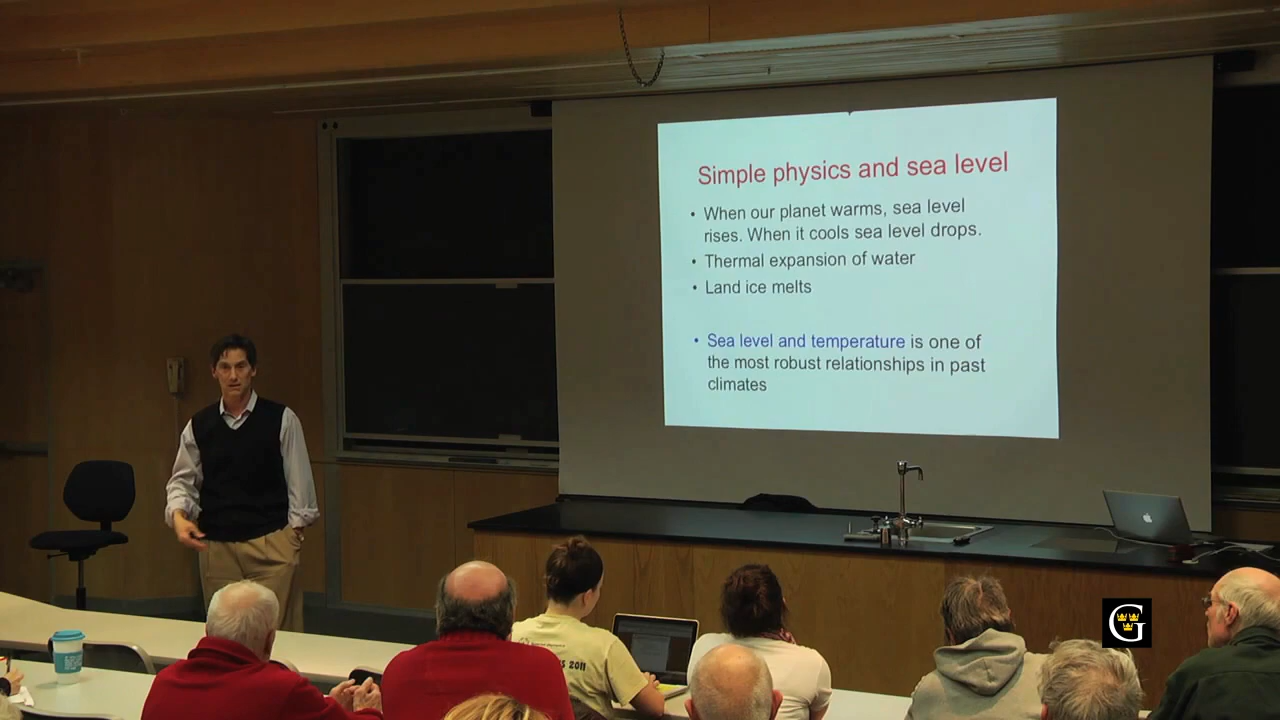 Simple physics and sea level
• When our planet warms, sea level
rises. When it cools sea level drops.
• Thermal expansion of water
• Land ice melts
• Sea level and temperature is one of
the most robust relationships in past
climates
2011
G